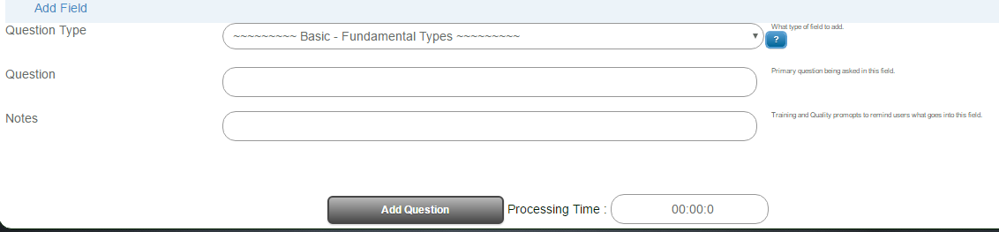 Add Field
Question Type
~~~~~~~~~ Basic - Fundamental Types ~~~~~~~~~
What type of field to add.
?
Question
Primary question being asked in this field.
Notes
Training and Quality promopts to remind users what goes into this field.
Add Question Processing Time : 00:00:0